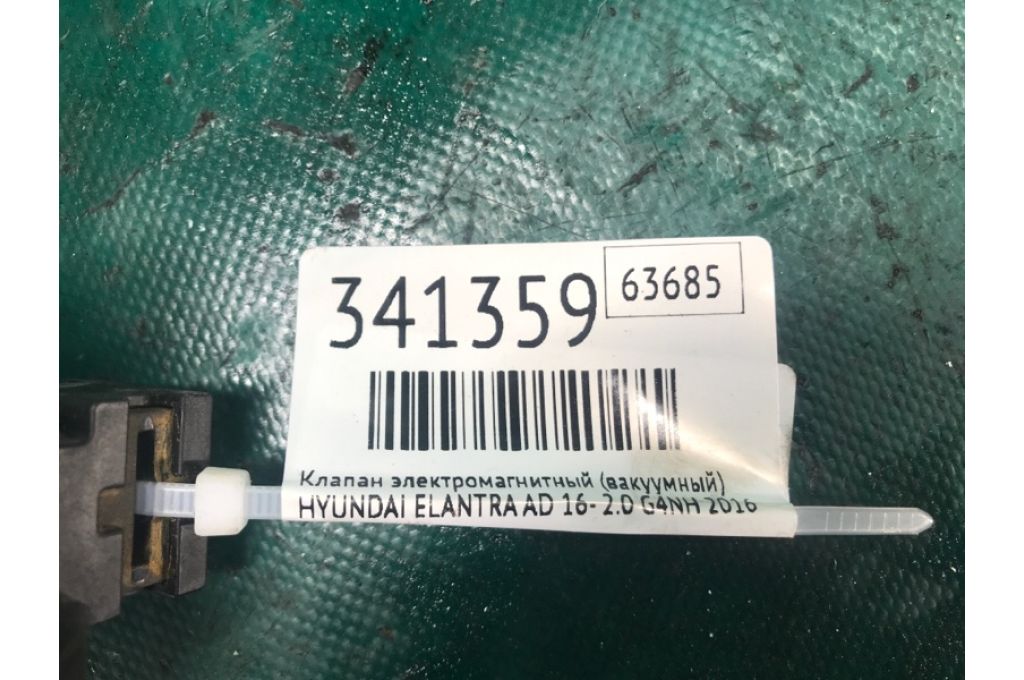 341359
63685
Клапан электромагнитный (вакуумный)
HYUNDAI ELANTRA AD 16- 2.0 G4NH 2016